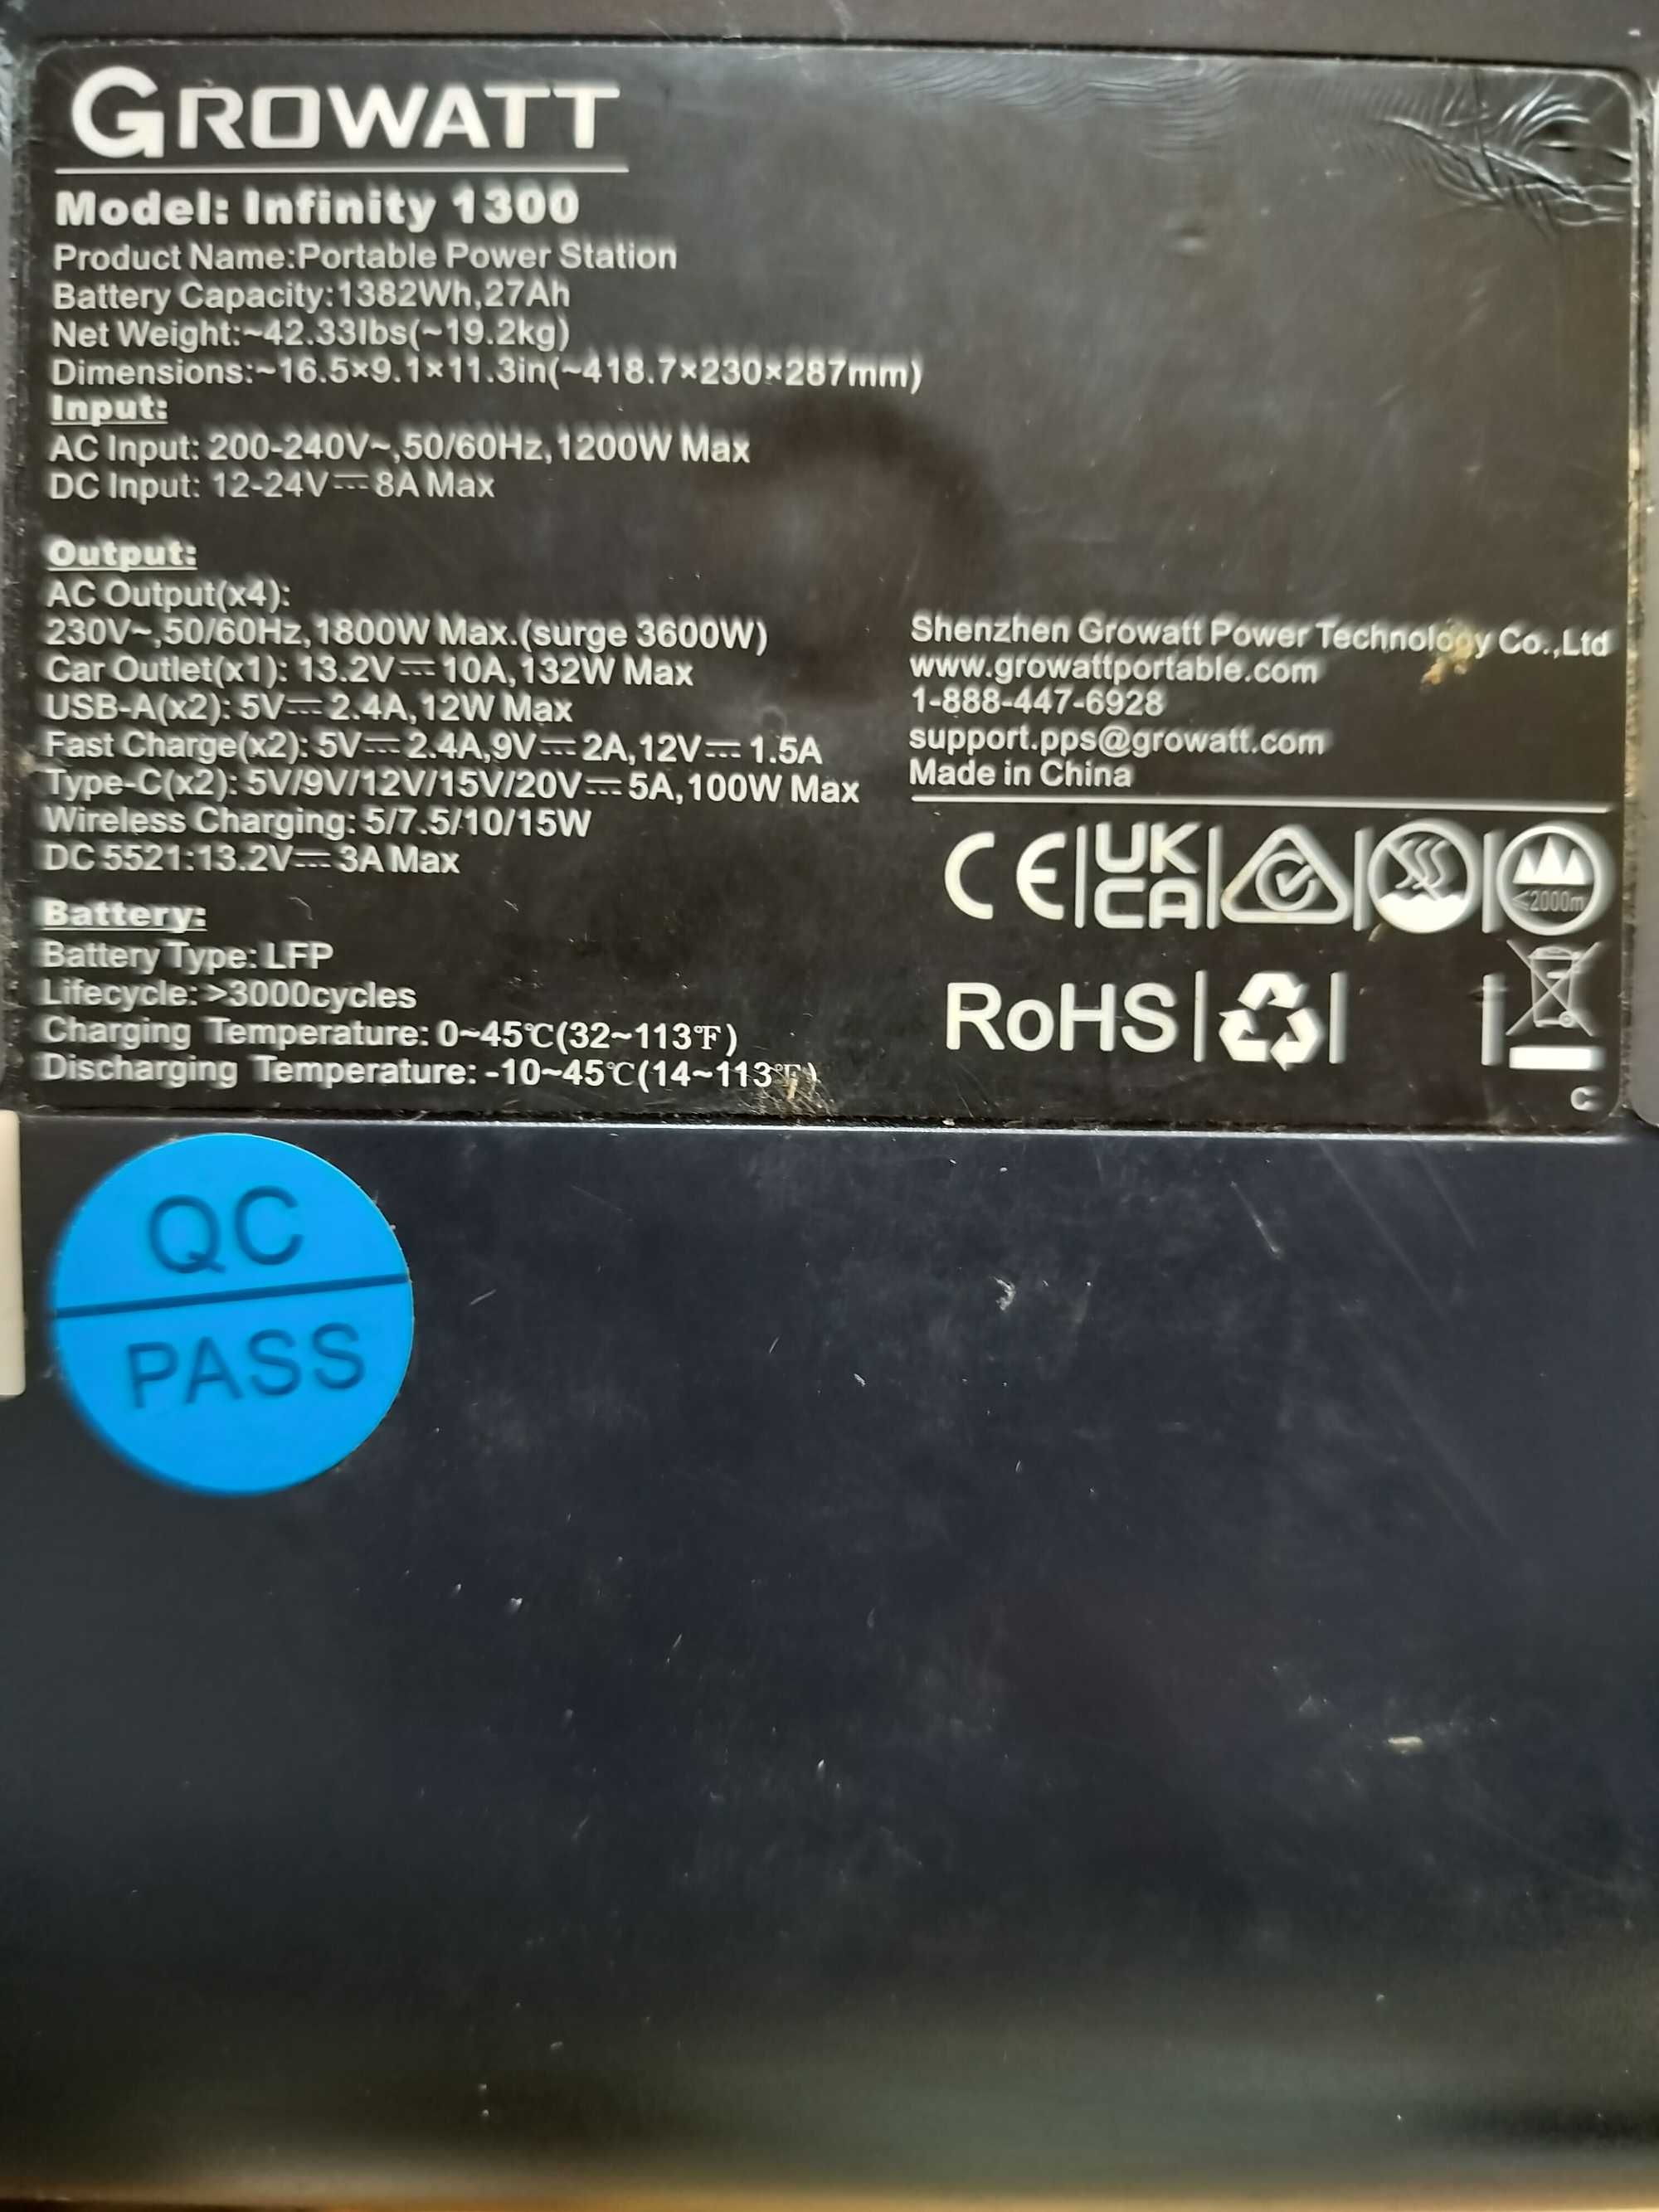 GROWATT
Model: Infinity 1300
Product Name:Portable Power Station
Battery Capacity:1382Wh,27Ah
Net Weight:~42.33lbs(~19.2kg)
Dimensions:~16.5×9.1×11.3in(~418.7×230×287mm)
Input:
AC Input: 200-240V~,50/60Hz,1200W Max
DC Input: 12-24V⎓8A Max
Output:
AC Output(x4):
230V~,50/60Hz,1800W Max.(surge 3600W)
Car Outlet(x1): 13.2V⎓10A,132W Max
USB-A(x2): 5V⎓2.4A,12W Max
Fast Charge(x2): 5V⎓2.4A,9V⎓2A,12V⎓1.5A
Type-C(x2): 5V/9V/12V/15V/20V⎓5A,100W Max
Wireless Charging: 5/7.5/10/15W
DC 5521:13.2V⎓3A Max
Battery:
Battery Type: LFP
Lifecycle: >3000cycles
Charging Temperature: 0~45℃(32~113℉)
Discharging Temperature: -10~45℃(14~113℉)
Shenzhen Growatt Power Technology Co.,Ltd
www.growattportable.com
1-888-447-6928
support.pps@growatt.com
Made in China
CE
UK
CA
≤2000m
RoHS
C
QC
PASS